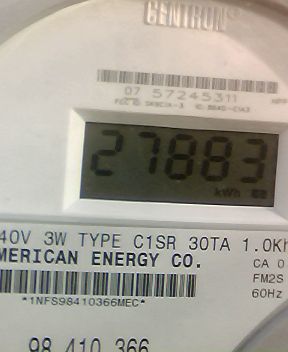 CENTRON®
07 57245311
27883
kWh
40V 3W TYPE C1SR 30TA 1.0Kh
MERICAN ENERGY CO.
CA 0
FM2S
60Hz
*1NFS98410366MEC*
98 410 366